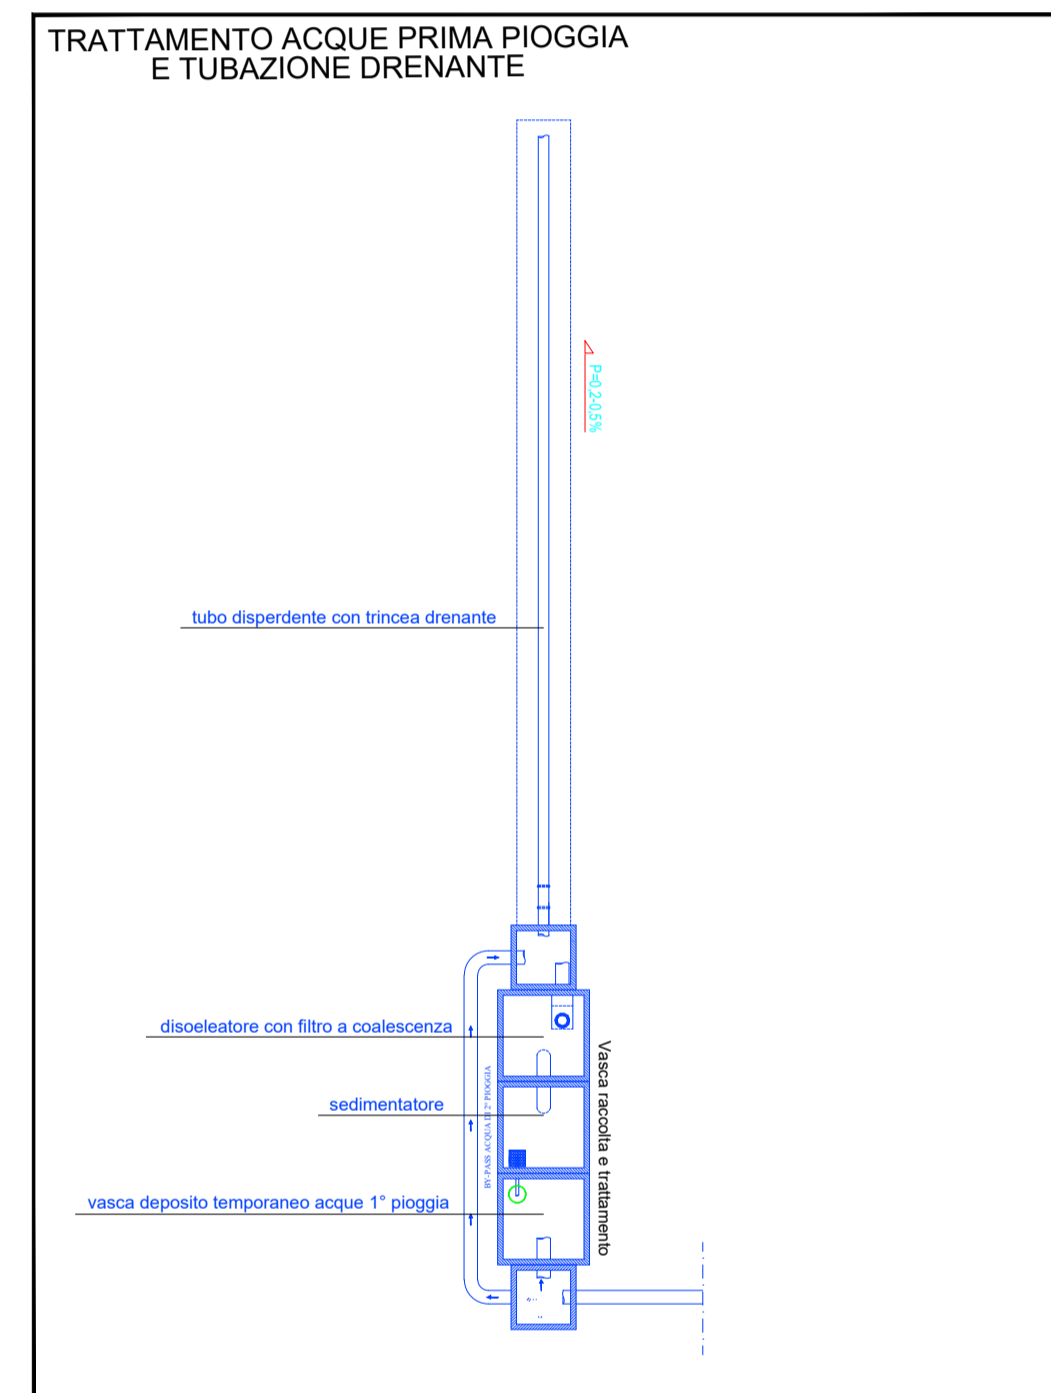 TRATTAMENTO ACQUE PRIMA PIOGGIA
E TUBAZIONE DRENANTE
P=0,2-0,5%
tubo disperdente con trincea drenante
disoeleatore con filtro a coalescenza
sedimentatore
vasca deposito temporaneo acque 1° pioggia
BY-PASS ACQUA DI 2° PIOGGIA
Vasca raccolta e trattamento